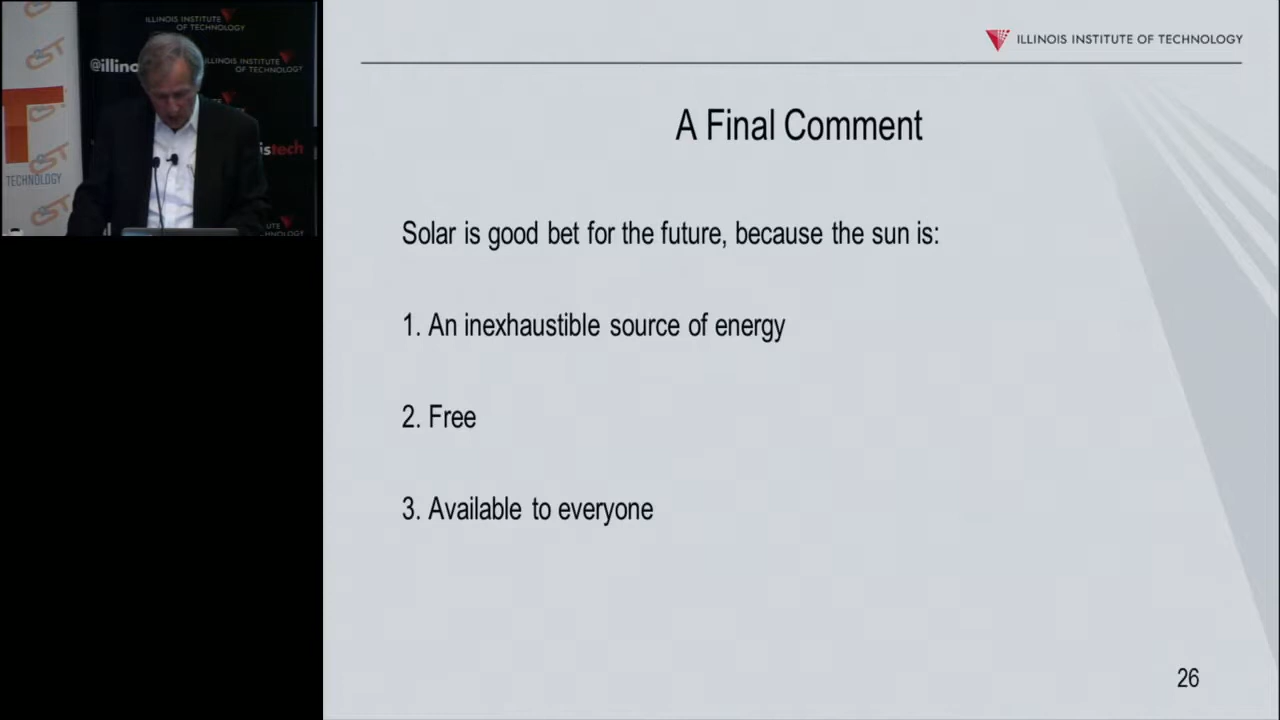 ILLINOIS INSTITUTE
OF TECHNOLOGY
@illino
ILLINOIS INSTITUTE
OF TECHNOLOGY
istech
TECHNOLOGY
ILLINOIS INSTITUTE OF TECHNOLOGY
A Final Comment
Solar is good bet for the future, because the sun is:
1. An inexhaustible source of energy
2. Free
3. Available to everyone
26